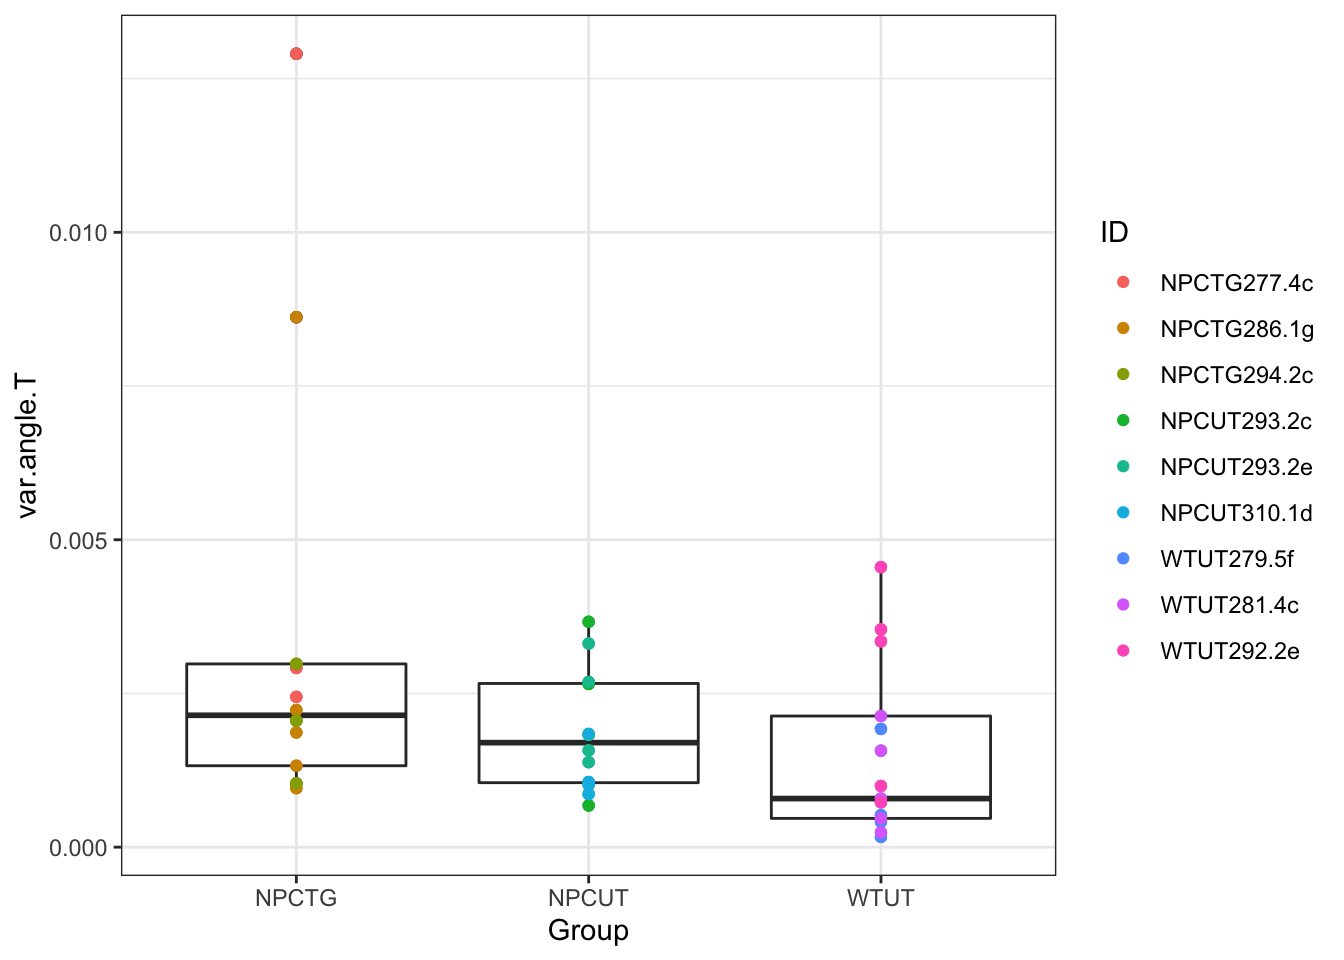 var.angle.T
0.010
0.005
0.000
NPCTG
NPCUT
WTUT
Group
ID
NPCTG277.4c
NPCTG286.1g
NPCTG294.2c
NPCUT293.2c
NPCUT293.2e
NPCUT310.1d
WTUT279.5f
WTUT281.4c
WTUT292.2e